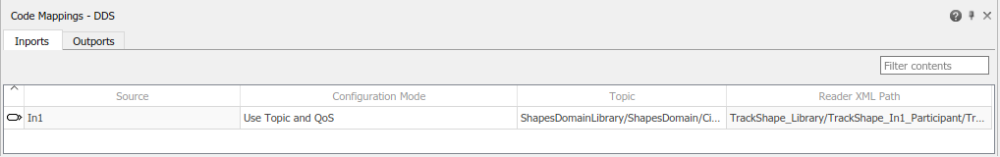 Code Mappings - DDS
Inports Outports
Filter contents
Source Configuration Mode Topic Reader XML Path
In1 Use Topic and QoS ShapesDomainLibrary/ShapesDomain/Ci... TrackShape_Library/TrackShape_In1_Participant/Tr...